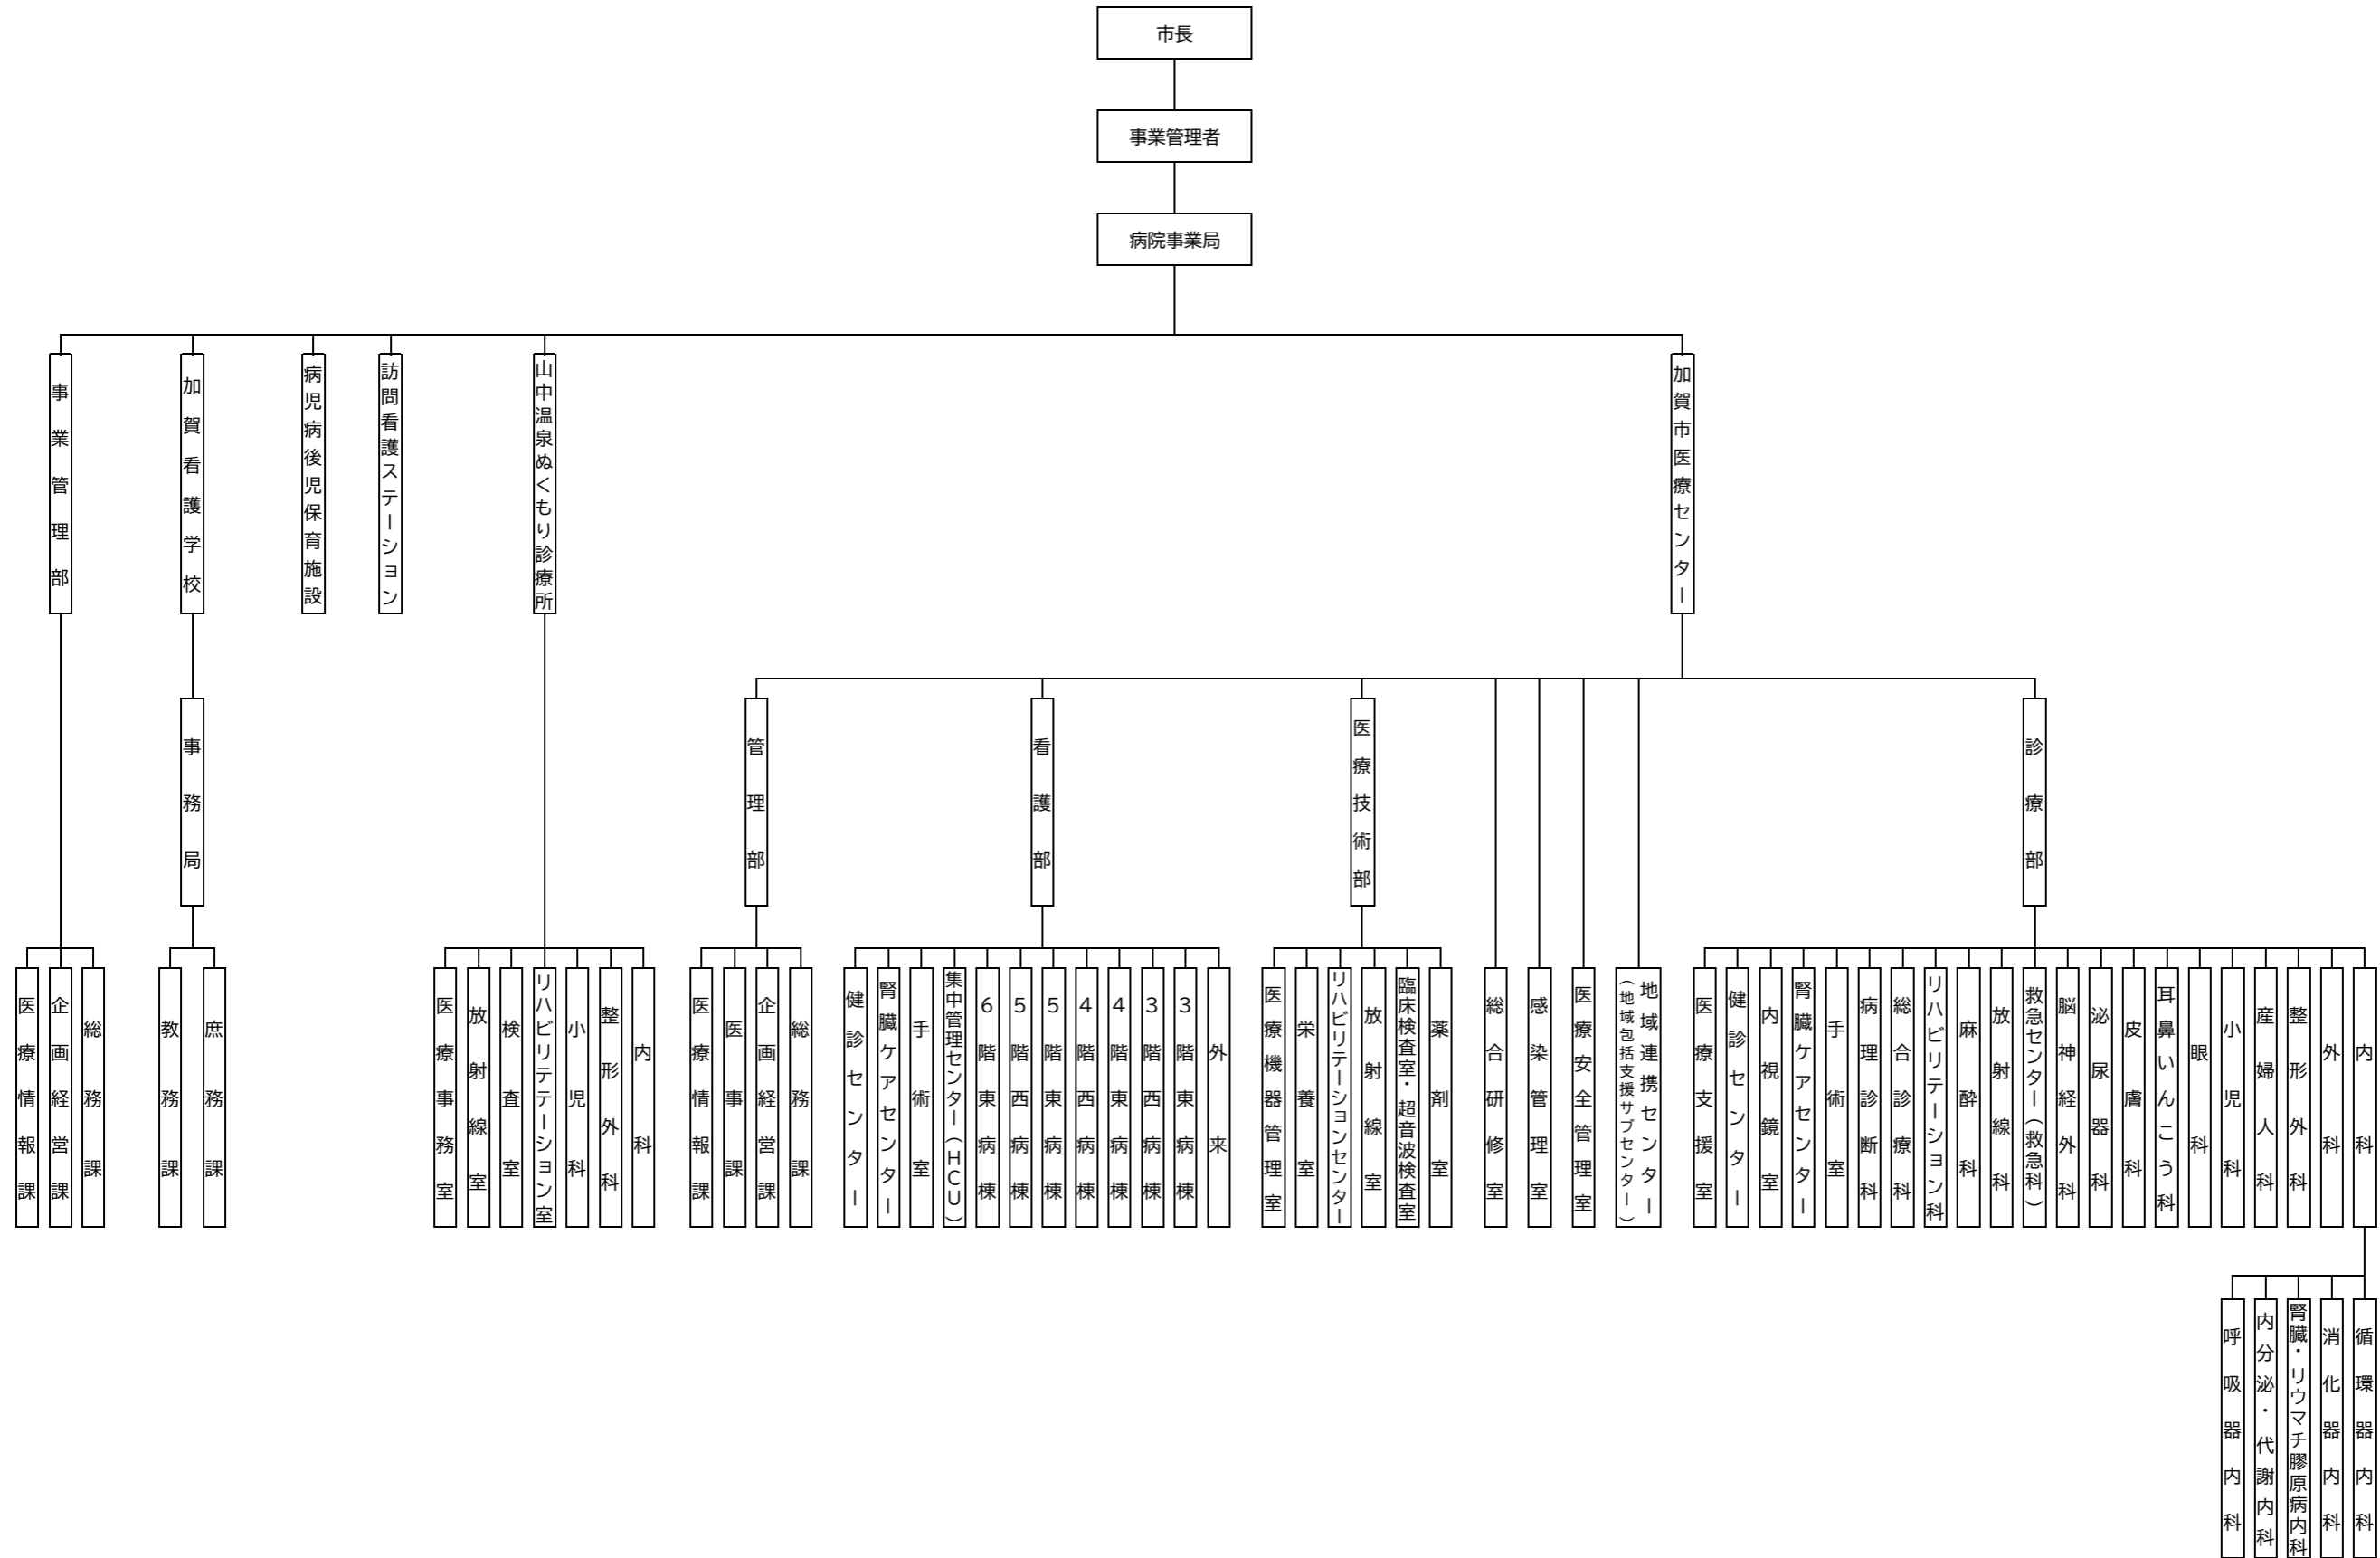 市長
事業管理者
病院事業局
事業管理部
加賀看護学校
病児病後児保育施設
訪問看護ステーション
山中温泉ぬくもり診療所
加賀市医療センター
事務局
管理部
看護部
医療技術部
診療部
医療情報課
企画経営課
総務課
教務課
庶務課
医療事務室
放射線室
検査室
リハビリテテーション室
小児科
整形外科
内科
医療情報課
医事課
企画経営課
総務課
健診センター
腎臓ケアセンター
手術室
集中管理センター（ＨＣＵ）
６階東病棟
５階西病棟
５階東病棟
４階西病棟
４階東病棟
３階西病棟
３階東病棟
外来
医療機器管理室
栄養室
リハビリテーションセンター
放射線室
臨床検査室・超音波検査室
薬剤室
総合研修室
感染管理室
医療安全管理室
地域連携センター
（地域包括支援サブセンター）
医療支援室
健診センター
内視鏡室
腎臓ケアセンター
手術室
病理診断科
総合診療科
リハビリテーション科
麻酔科
放射線科
救急センター（救急科）
脳神経外科
泌尿器科
皮膚科
耳鼻いんこう科
眼科
小児科
産婦人科
整形外科
外科
内科
呼吸器内科
内分泌・代謝内科
腎臓・リウマチ膠原病内科
消化器内科
循環器内科